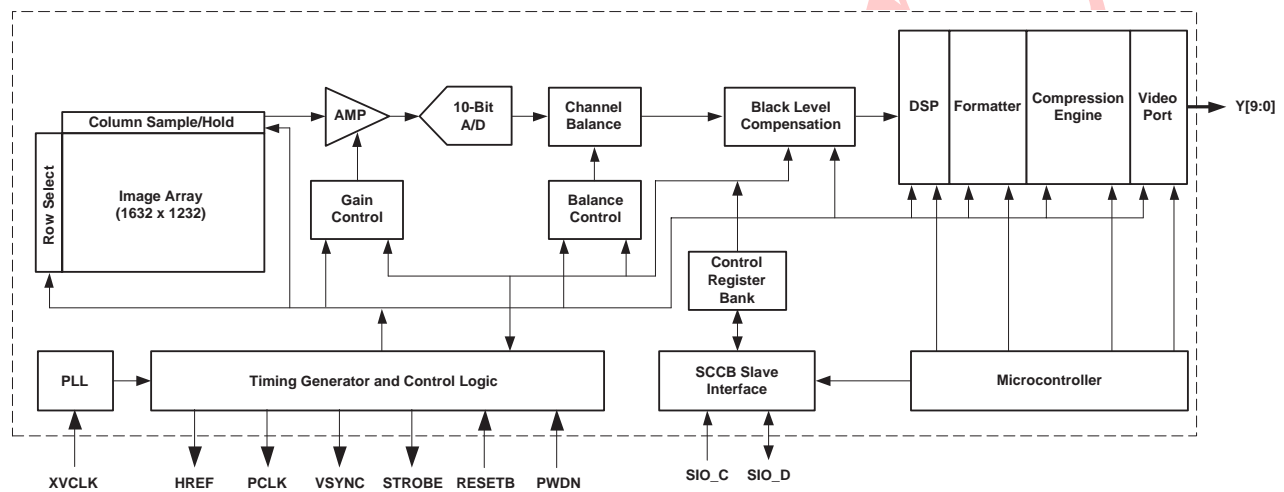 Column Sample/Hold
Row Select
Image Array
(1632 x 1232)
AMP
10-Bit
A/D
Channel
Balance
Black Level
Compensation
DSP
Formatter
Compression
Engine
Video
Port
Y[9:0]
Gain
Control
Balance
Control
Control
Register
Bank
PLL
Timing Generator and Control Logic
SCCB Slave
Interface
Microcontroller
XVCLK
HREF
PCLK
VSYNC
STROBE
RESETB
PWDN
SIO_C
SIO_D